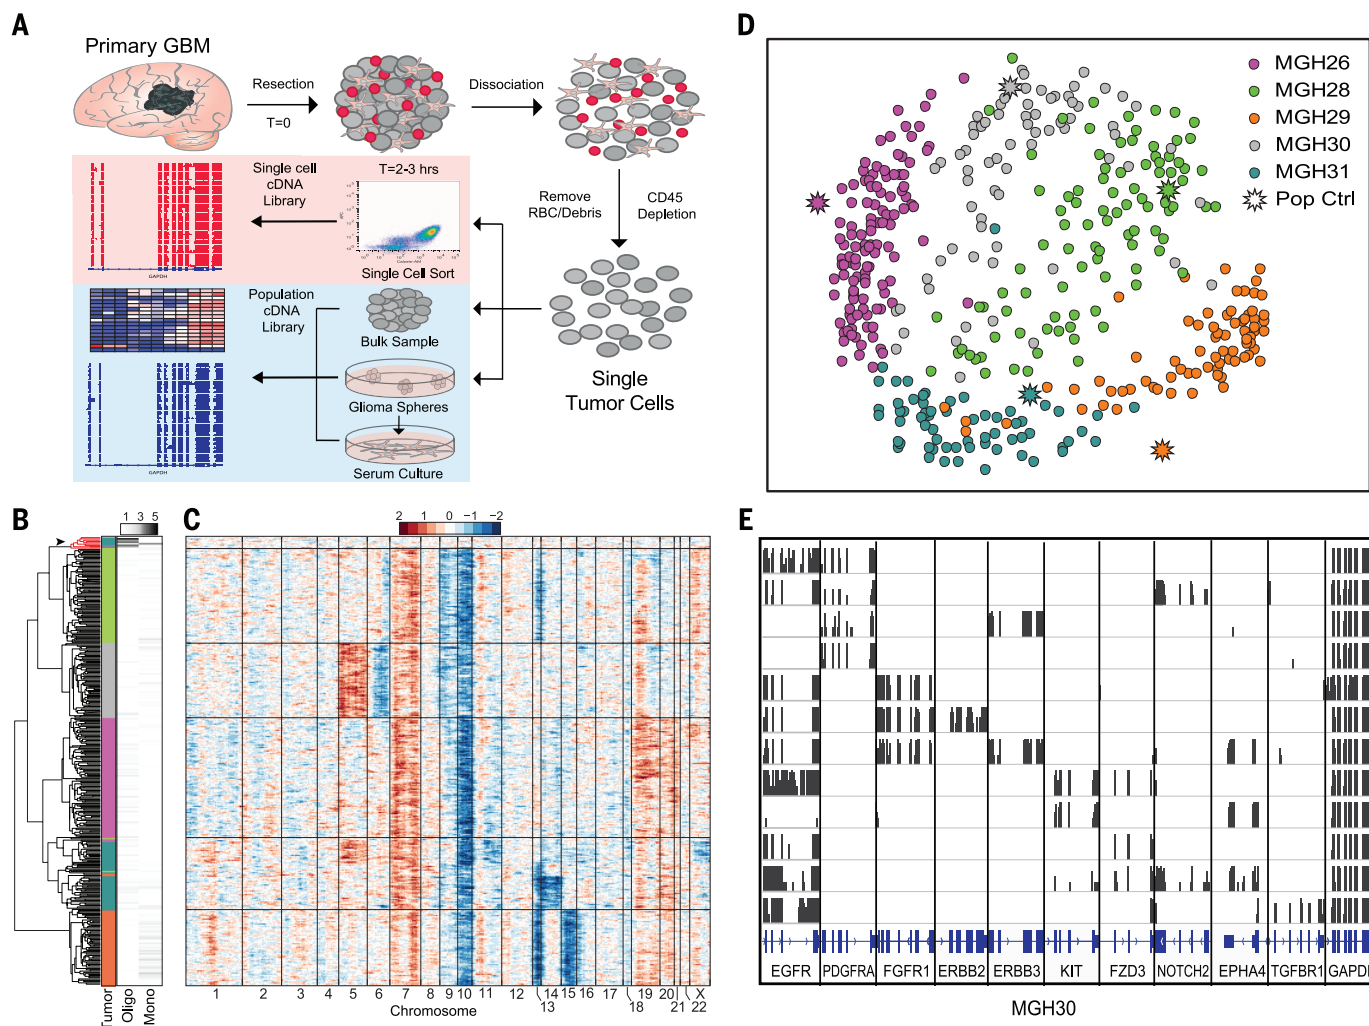 A
Primary GBM
Resection
T=0
Dissociation
Single cell
cDNA
Library
T=2-3 hrs
Single Cell Sort
GAPDH
Remove
RBC/Debris
CD45
Depletion
Population
cDNA
Library
Bulk Sample
Glioma Spheres
Serum Culture
GAPDH
Single
Tumor Cells
D
MGH26
MGH28
MGH29
MGH30
MGH31
Pop Ctrl
B
1 3 5
Tumor
Oligo
Mono
C
2 1 0 −1 −2
1 2 3 4 5 6 7 8 9 10 11 12 13 14 15 16 17 18 19 20 21 22 X
Chromosome
E
EGFR PDGFRA FGFR1 ERBB2 ERBB3 KIT FZD3 NOTCH2 EPHA4 TGFBR1 GAPD
MGH30